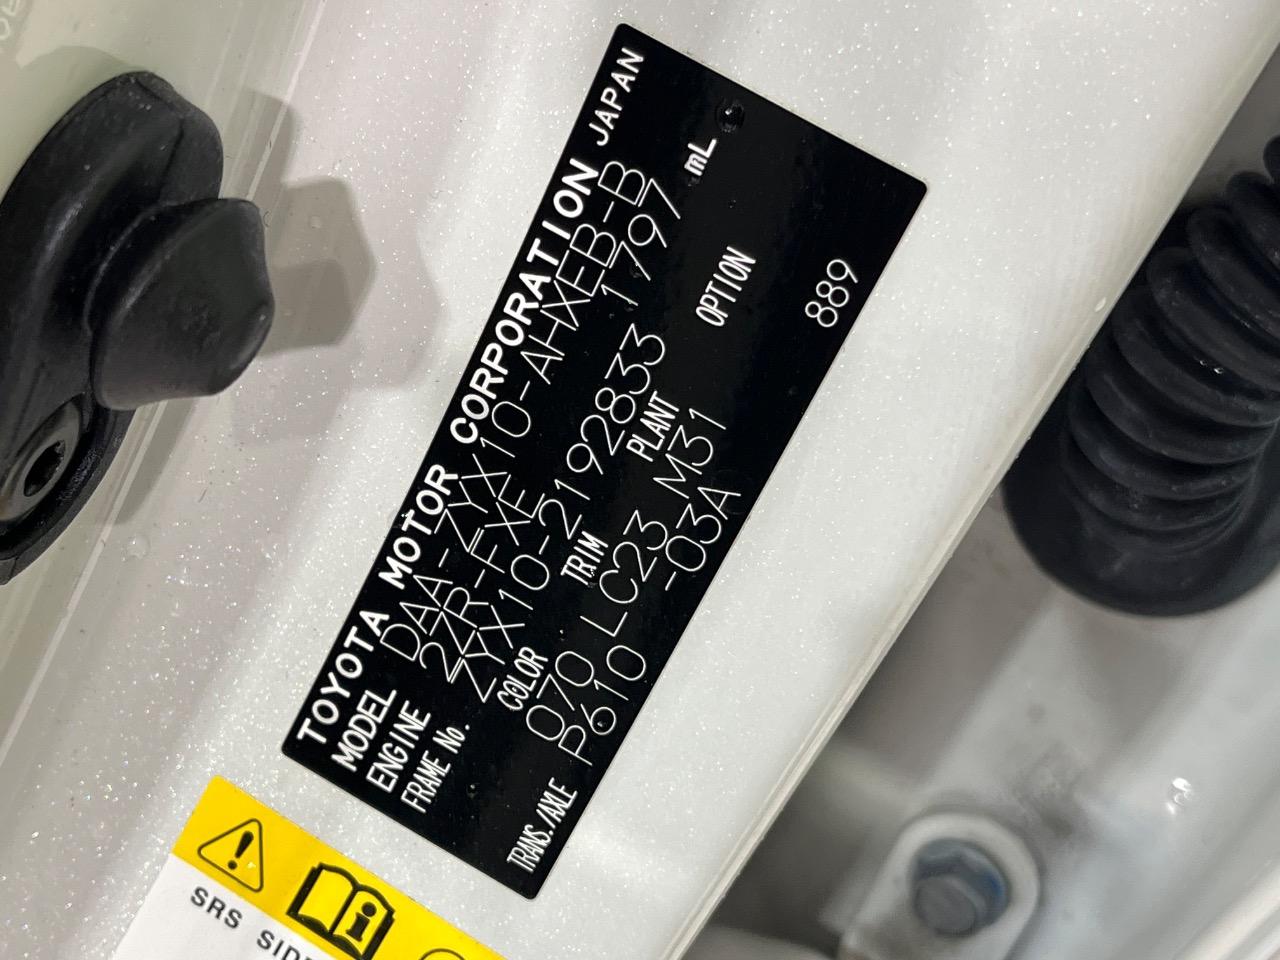 TOYOTA MOTOR CORPORATION JAPAN
MODEL DAA-ZYX10-AHXEB-B
ENGINE 2ZR-FXE 1797 mL
FRAME No. ZYX10-2192833
COLOR TRIM PLANT OPTION
070 LC23 M31
TRANS./AXLE P610 -03A 889
SRS SIDE